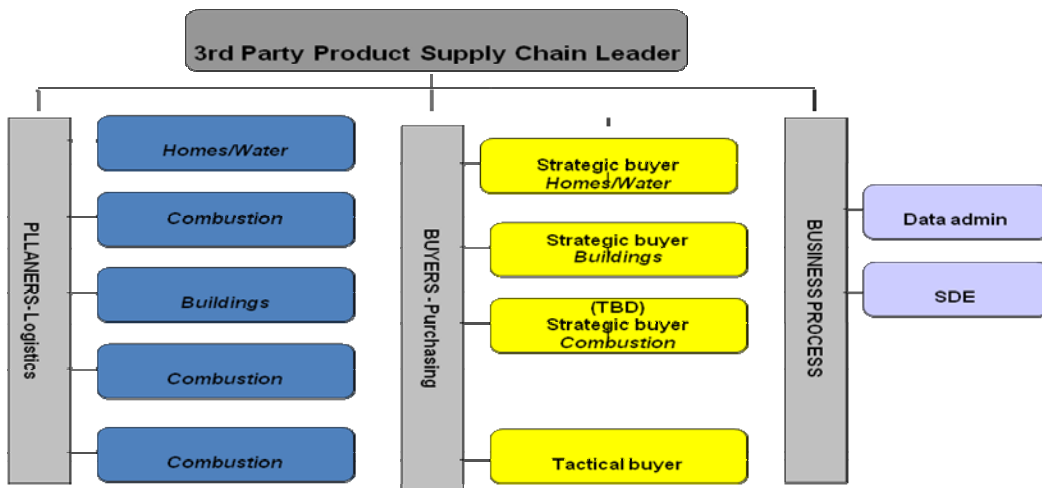 3rd Party Product Supply Chain Leader
PLLANERS- Logistics
Homes/Water
Combustion
Buildings
Combustion
Combustion
BUYERS -Purchasing
Strategic buyer
Homes/Water
Strategic buyer
Buildings
(TBD)
Strategic buyer
Combustion
Tactical buyer
BUSINESS PROCESS
Data admin
SDE